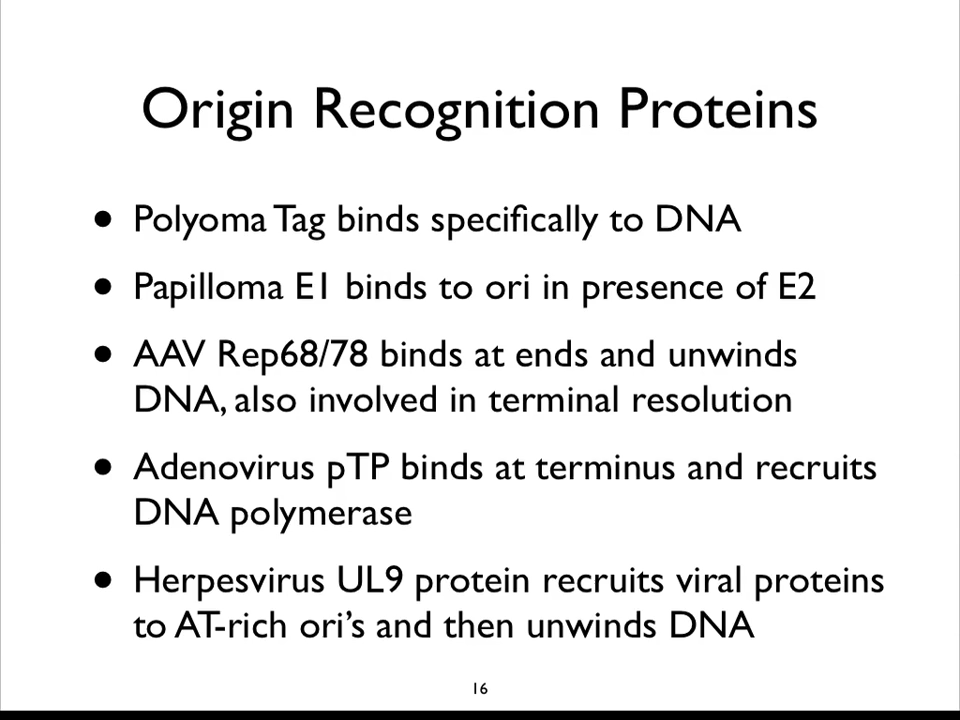 Origin Recognition Proteins
• Polyoma Tag binds specifically to DNA
• Papilloma E1 binds to ori in presence of E2
• AAV Rep68/78 binds at ends and unwinds
DNA, also involved in terminal resolution
• Adenovirus pTP binds at terminus and recruits
DNA polymerase
• Herpesvirus UL9 protein recruits viral proteins
to AT-rich ori’s and then unwinds DNA
16